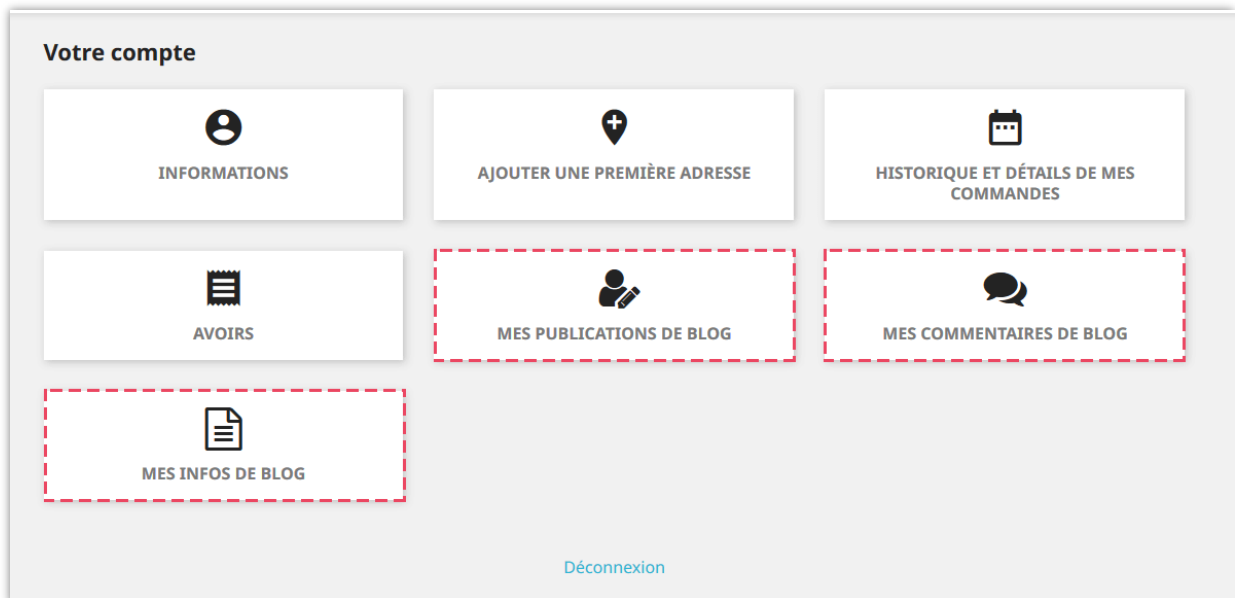 Votre compte
INFORMATIONS
AJOUTER UNE PREMIÈRE ADRESSE
HISTORIQUE ET DÉTAILS DE MES
COMMANDES
AVOIRS
MES PUBLICATIONS DE BLOG
MES COMMENTAIRES DE BLOG
MES INFOS DE BLOG
Déconnexion